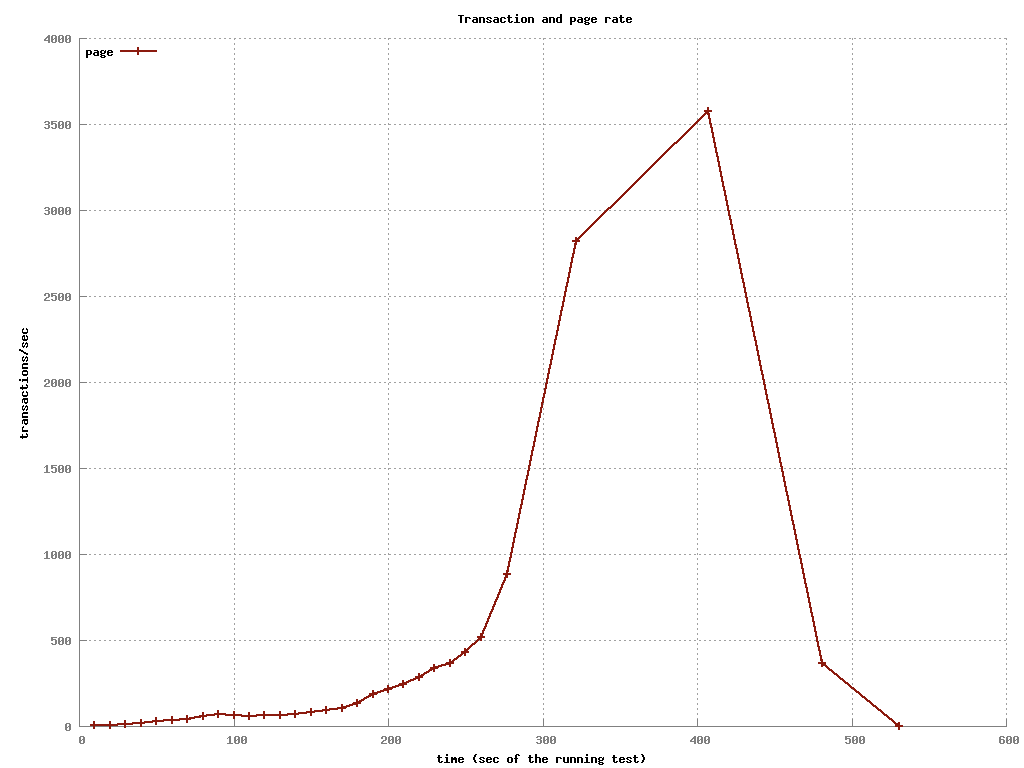 Transaction and page rate
page
4000
3500
3000
2500
2000
1500
1000
500
0
transactions/sec
0 100 200 300 400 500 600
time (sec of the running test)